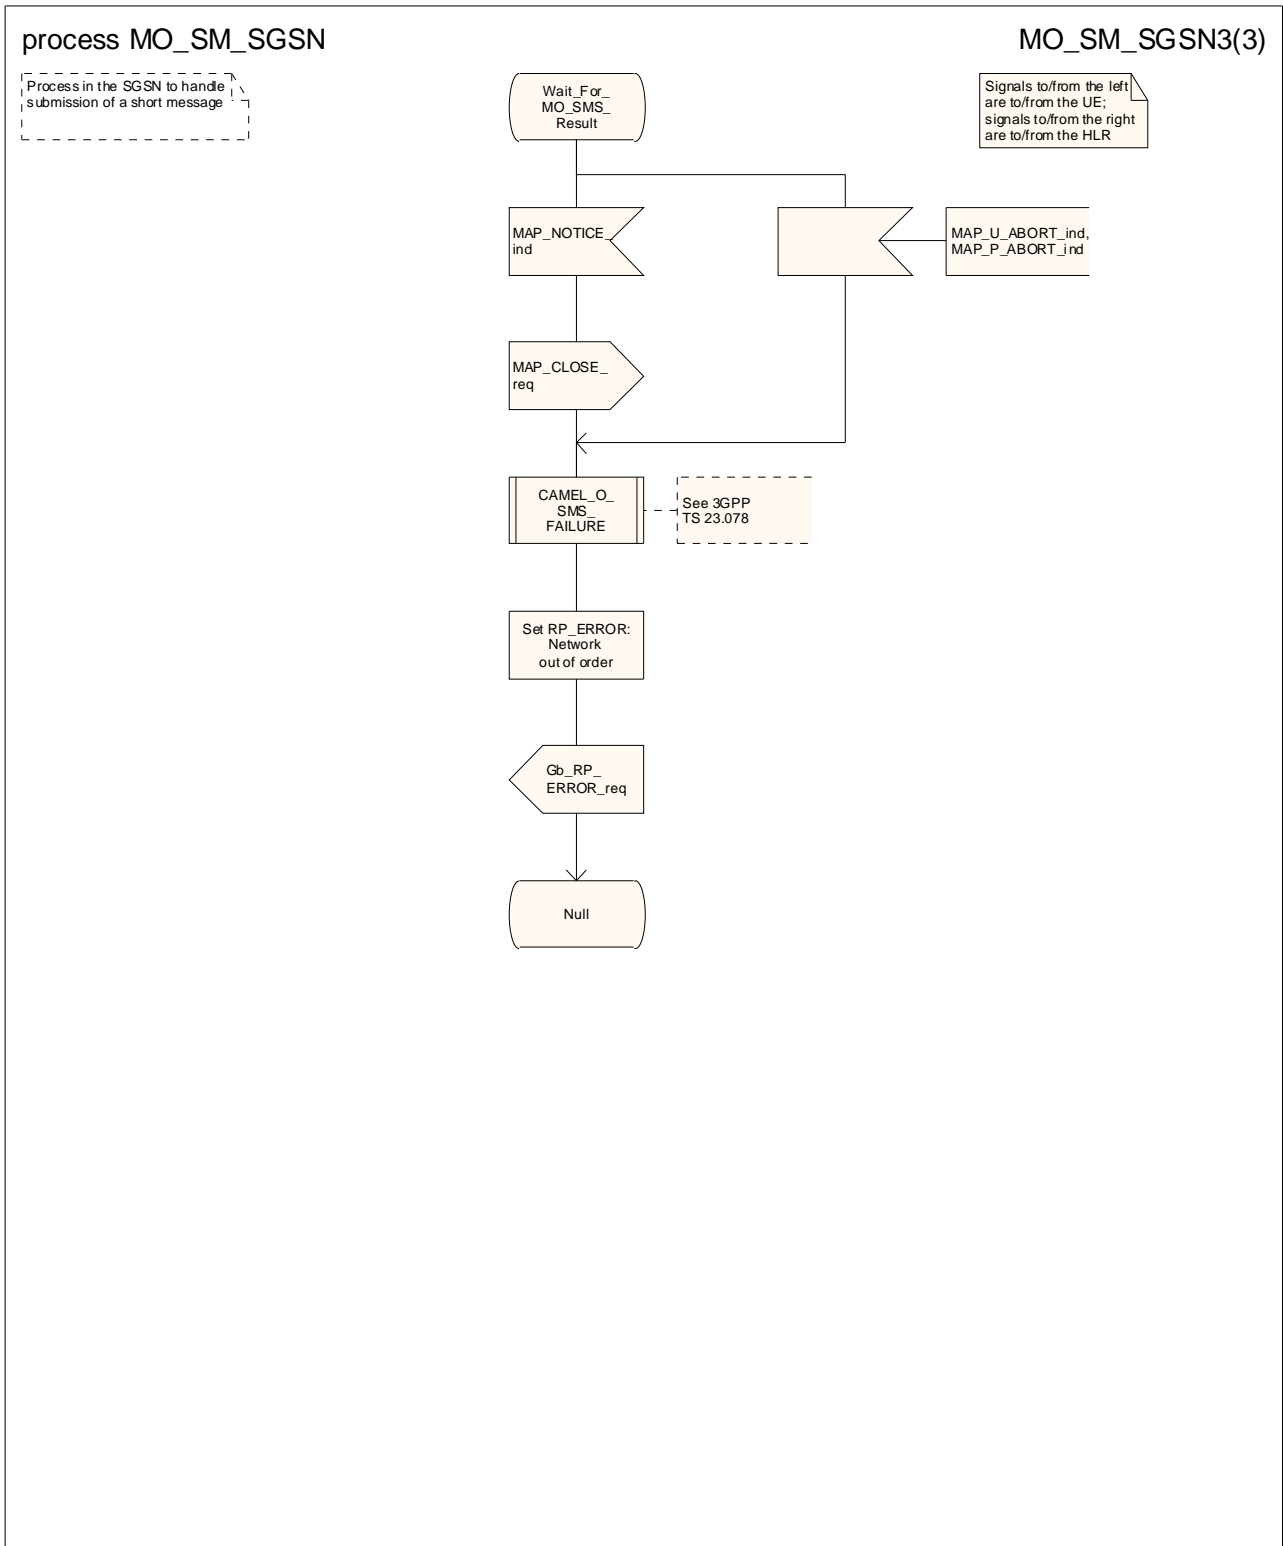 process MO_SM_SGSN
MO_SM_SGSN3(3)
Process in the SGSN to handle
submission of a short message
Wait_For_
MO_SMS_
Result
Signals to/from the left
are to/from the UE;
signals to/from the right
are to/from the HLR
MAP_NOTICE_
ind
MAP_U_ABORT_ind,
MAP_P_ABORT_ind
MAP_CLOSE_
req
CAMEL_O_
SMS_
FAILURE
See 3GPP
TS 23.078
Set RP_ERROR:
Network
out of order
Gb_RP_
ERROR_req
Null